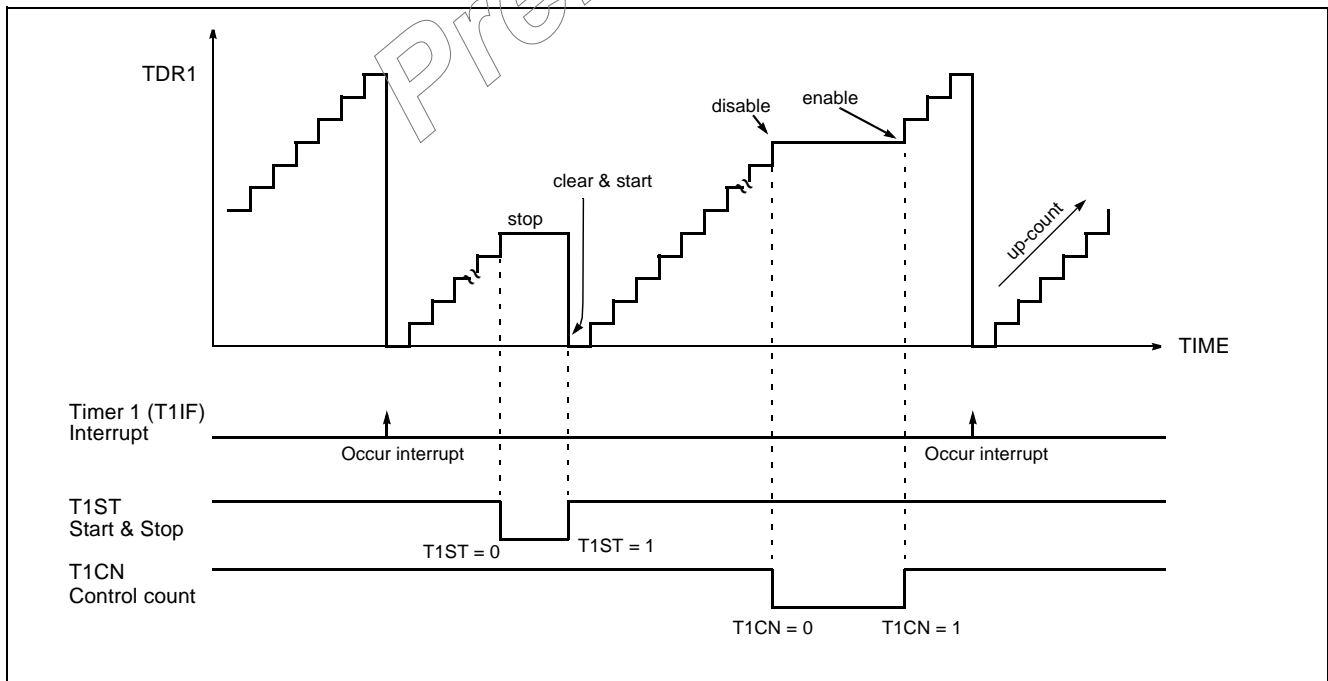 Pre
TDR1
disable
enable
clear & start
stop
up-count
TIME
Timer 1 (T1IF)
Interrupt
Occur interrupt
Occur interrupt
T1ST
Start & Stop
T1ST = 0
T1ST = 1
T1CN
Control count
T1CN = 0
T1CN = 1